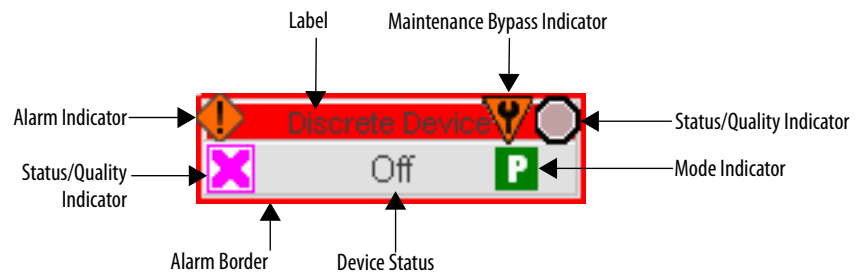 Label
Maintenance Bypass Indicator
Alarm Indicator
!
Discrete Device
Status/Quality Indicator
Status/Quality
Indicator
Off
P
Mode Indicator
Alarm Border
Device Status